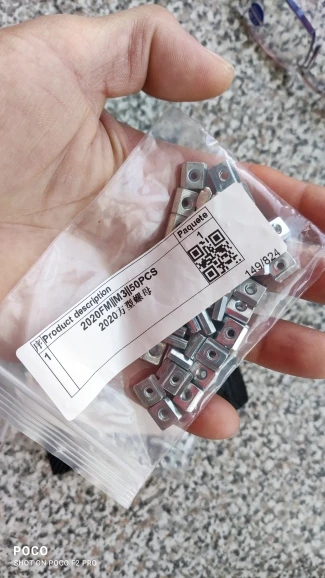 序 Product description
Paquete
1
2020FM||M3||50PCS
1
2020方型螺母
149/824
POCO
SHOT ON POCO F2 PRO